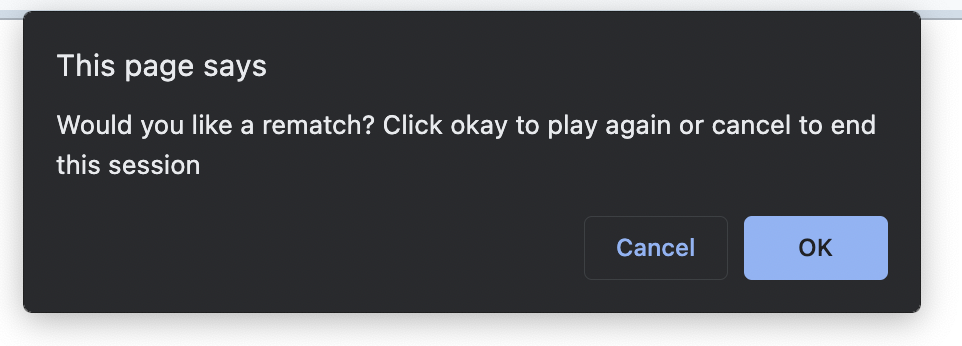 This page says
Would you like a rematch? Click okay to play again or cancel to end
this session
Cancel
OK